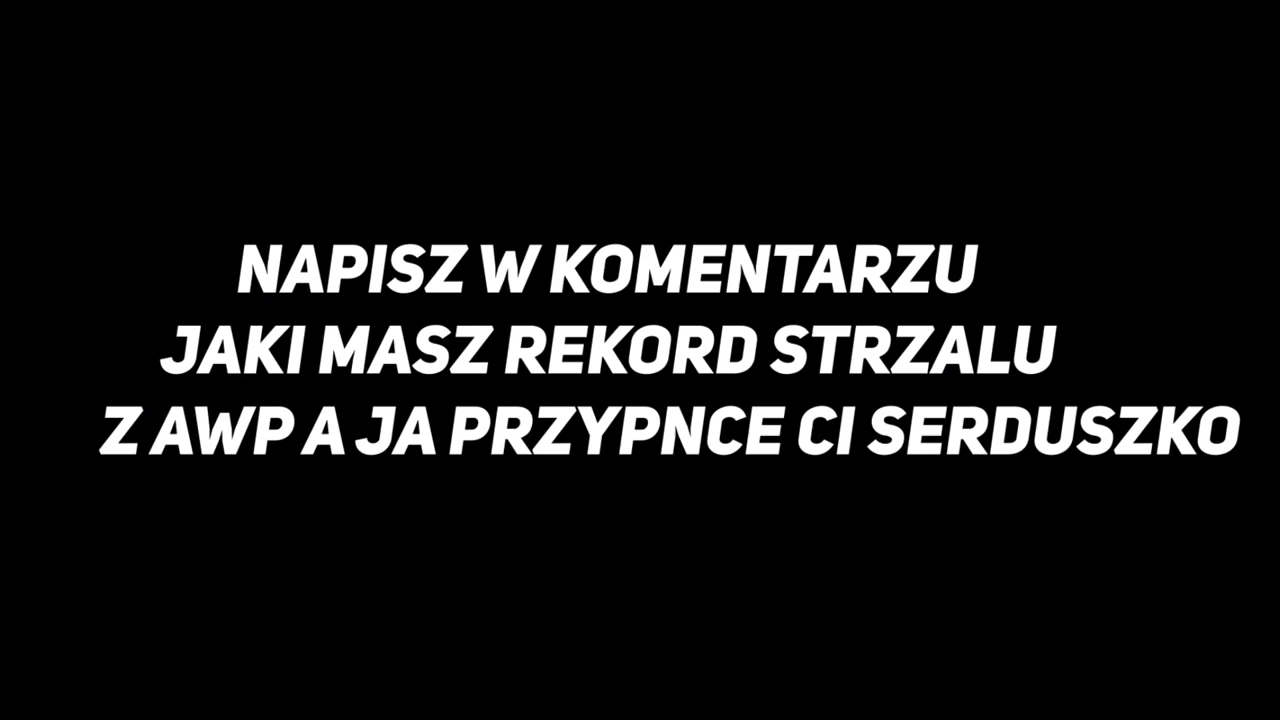 NAPISZ W KOMENTARZU
JAKI MASZ REKORD STRZALU
Z AWP A JA PRZYPNCE CI SERDUSZKO